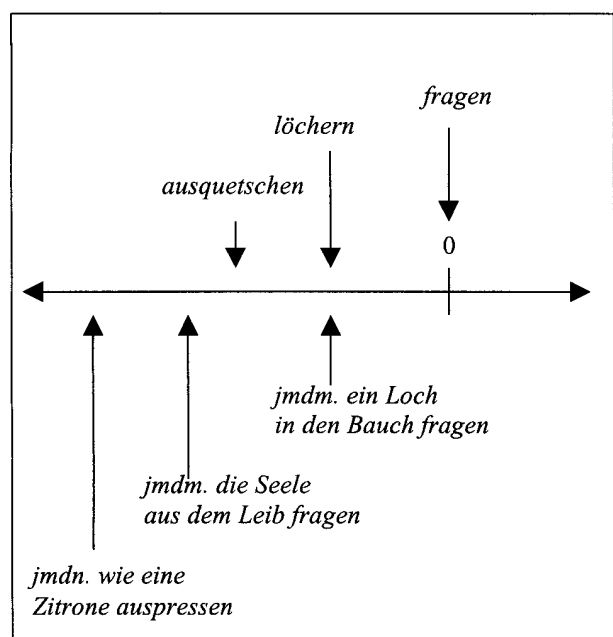 fragen
löchern
ausquetschen
0
jmdm. ein Loch
in den Bauch fragen
jmdm. die Seele
aus dem Leib fragen
jmdn. wie eine
Zitrone auspressen